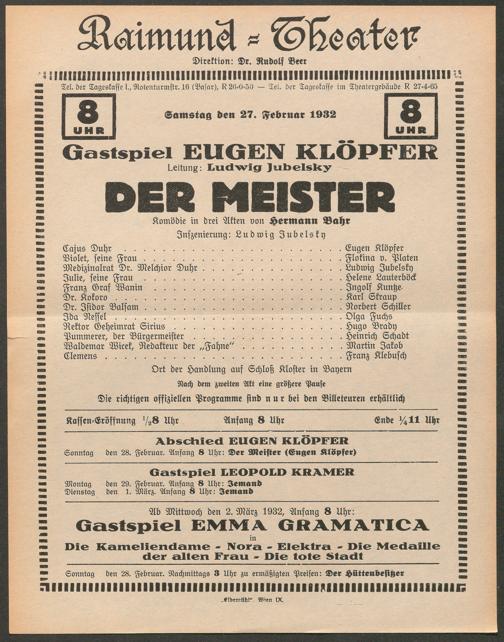 Raimund-Theater
Direktion: Dr. Rudolf Beer
Tel. der Tageskasse I., Rotenturmstr. 16 (Basar), R 26-0-50 — Tel. der Tageskasse im Theatergebäude R 27-4-65
8 UHR
Samstag den 27. Februar 1932
8 UHR
Gastspiel EUGEN KLÖPFER
Leitung: Ludwig Jubelsky
DER MEISTER
Komödie in drei Akten von Hermann Bahr
Inszenierung: Ludwig Jubelsky
Cajus Duhr . . . . . Eugen Klöpfer
Violet, seine Frau . . . . . Flokina v. Platen
Medizinalrat Dr. Melchior Duhr . . . . . Ludwig Jubelsky
Julie, seine Frau . . . . . Helene Lauterböck
Franz Graf Wanin . . . . . Ingolf Kuntze
Dr. Kokoro . . . . . Karl Skraup
Dr. Isidor Balsam . . . . . Norbert Schiller
Ida Nessel . . . . . Olga Fuchs
Rektor Geheimrat Sirius . . . . . Hugo Brady
Pummerer, der Bürgermeister . . . . . Heinrich Schadt
Waldemar Wicek, Redakteur der „Fahne" . . . . . Martin Jakob
Clemens . . . . . Franz Klebusch
Ort der Handlung auf Schloß Kloster in Bayern
Nach dem zweiten Akt eine größere Pause
Die richtigen offiziellen Programme sind nur bei den Billeteuren erhältlich
Kassen-Eröffnung ½8 Uhr Anfang 8 Uhr Ende ¼11 Uhr
Abschied EUGEN KLÖPFER
Sonntag den 28. Februar. Anfang 8 Uhr: Der Meister (Eugen Klöpfer)
Gastspiel LEOPOLD KRAMER
Montag den 29. Februar. Anfang 8 Uhr: Jemand
Dienstag den 1. März. Anfang 8 Uhr: Jemand
Ab Mittwoch den 2. März 1932, Anfang 8 Uhr:
Gastspiel EMMA GRAMATICA
in
Die Kameliendame - Nora - Elektra - Die Medaille
der alten Frau - Die tote Stadt
Sonntag den 28. Februar. Nachmittags 3 Uhr zu ermäßigten Preisen: Der Hüttenbesitzer
„Elbemühl" Wien IX.